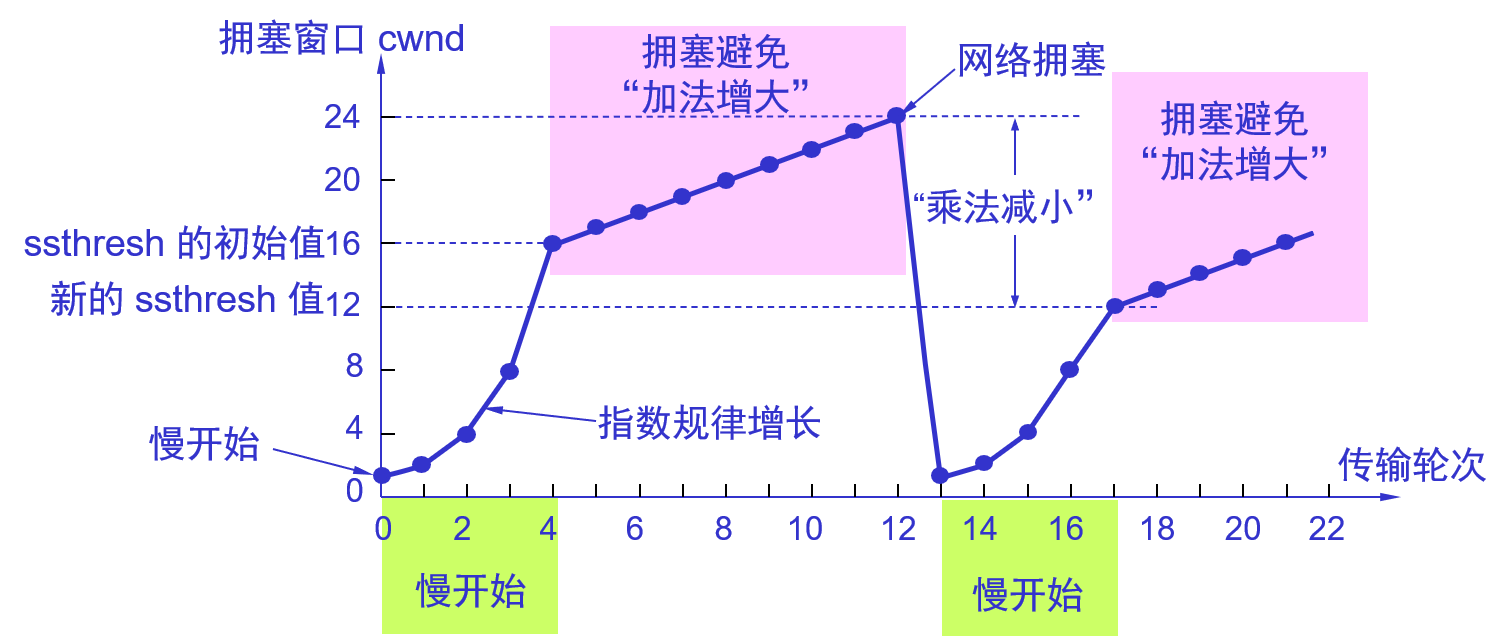 拥塞窗口 cwnd
拥塞避免
“加法增大”
网络拥塞
拥塞避免
“加法增大”
24
20
“乘法减小”
ssthresh 的初始值16
新的 ssthresh 值12
8
4
指数规律增长
慢开始
传输轮次
0
0 2 4 6 8 10 12 14 16 18 20 22
慢开始
慢开始